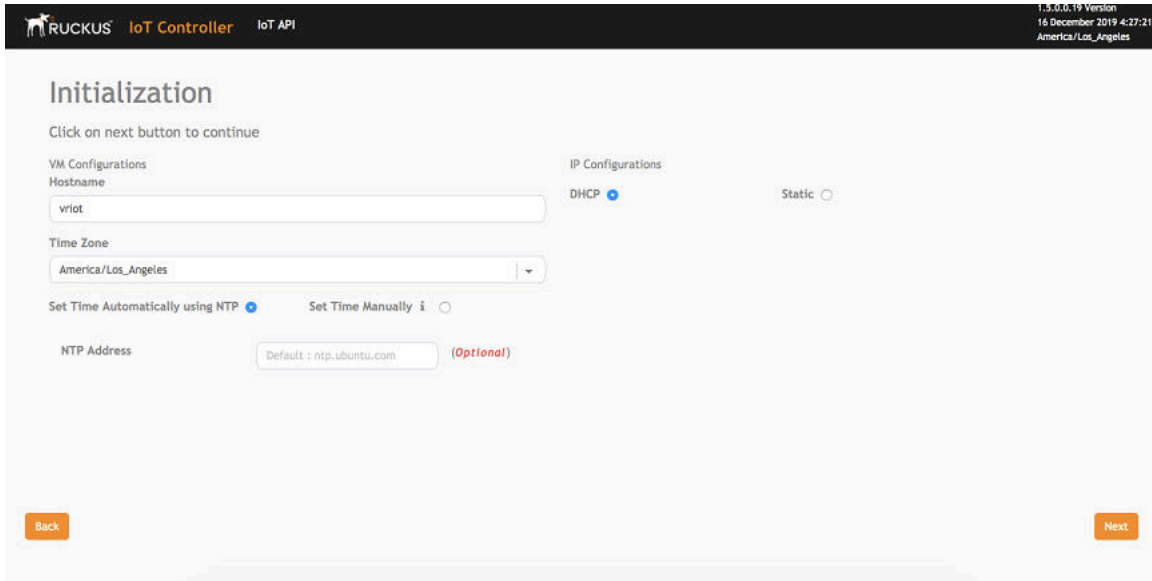 RUCKUS IoT Controller IoT API
1.5.0.0.19 Version
16 December 2019 4:27:21
America/Los_Angeles
Initialization
Click on next button to continue
VM Configurations
Hostname
vriot
Time Zone
America/Los_Angeles
Set Time Automatically using NTP Set Time Manually i
NTP Address Default : ntp.ubuntu.com (Optional)
IP Configurations
DHCP Static
Back Next